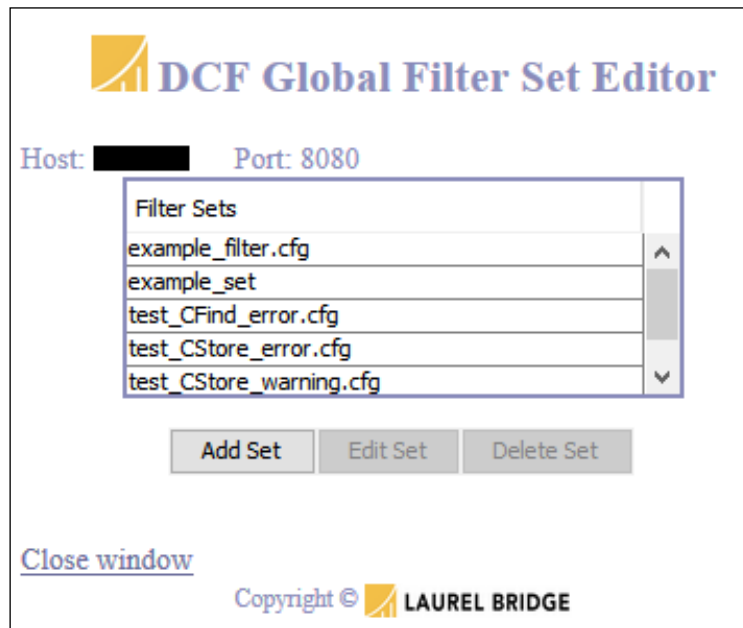 DCF Global Filter Set Editor
Host: Port: 8080
Filter Sets
example_filter.cfg
example_set
test_CFind_error.cfg
test_CStore_error.cfg
test_CStore_warning.cfg
Add Set Edit Set Delete Set
Close window
Copyright © LAUREL BRIDGE